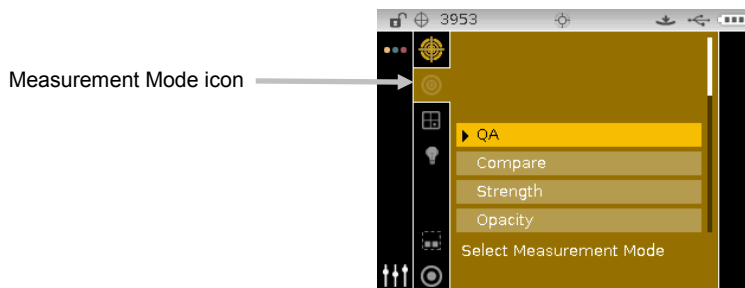 3953
Measurement Mode icon
QA
Compare
Strength
Opacity
Select Measurement Mode